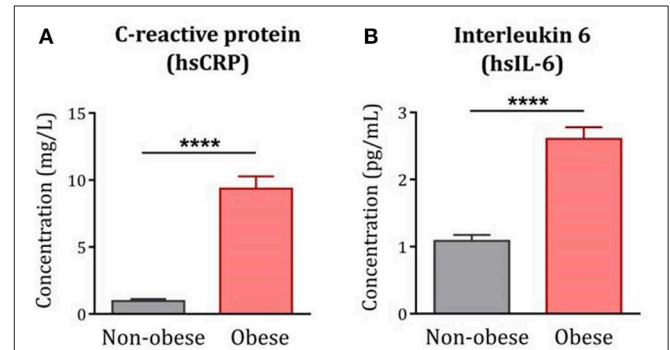 A
C-reactive protein
(hsCRP)
Concentration (mg/L)
15
10
5
0
****
Non-obese
Obese
B
Interleukin 6
(hsIL-6)
Concentration (pg/mL)
3
2
1
0
****
Non-obese
Obese